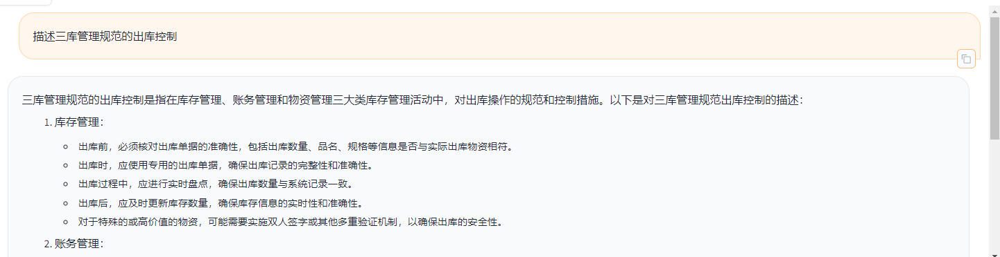 描述三库管理规范的出库控制
三库管理规范的出库控制是指在库存管理、账务管理和物资管理三大类库存管理活动中，对出库操作的规范和控制措施。以下是对三库管理规范出库控制的描述：
1. 库存管理：
出库前，必须核对出库单据的准确性，包括出库数量、品名、规格等信息是否与实际出库物资相符。
出库时，应使用专用的出库单据，确保出库记录的完整性和准确性。
出库过程中，应进行实时盘点，确保出库数量与系统记录一致。
出库后，应及时更新库存数量，确保库存信息的实时性和准确性。
对于特殊的或高价值的物资，可能需要实施双人签字或其他多重验证机制，以确保出库的安全性。
2. 账务管理：